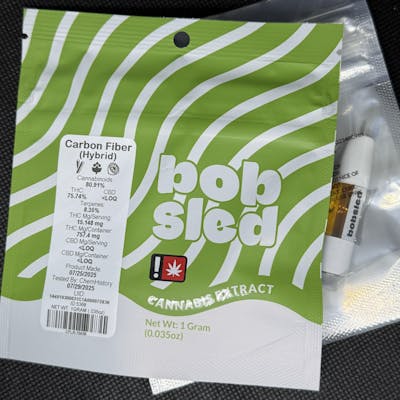 Carbon Fiber
(Hybrid)
Cannabinoids:
80.91%
THC: CBD
75.74% <LOQ
Terpenes:
8.30%
THC Mg/Serving
15.148 mg
THC Mg/Container
757.4 mg
CBD Mg/Serving
<LOQ
CBD Mg/Container
<LOQ
Product Made:
07/25/2025
Tested By: ChemHistory
07/29/2025
bob
sled
!
CANNABIS EXTRACT
Net Wt: 1 Gram
(0.035oz)
bobsled